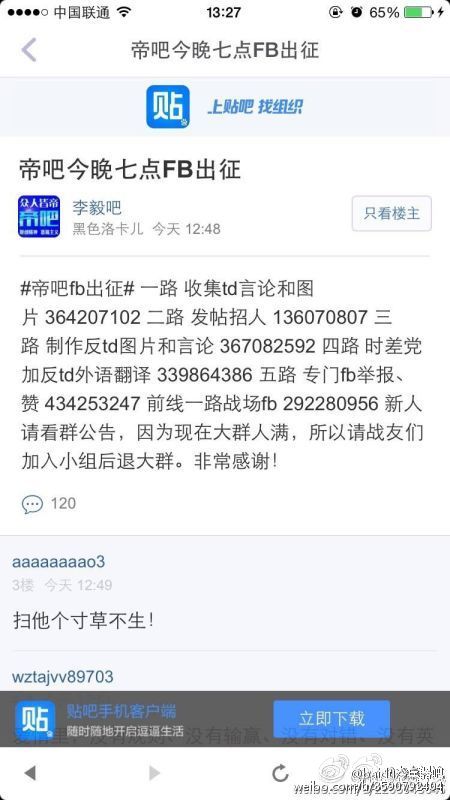 中国联通
13:27
65%
帝吧今晚七点FB出征
贴
上贴吧 找组织
帝吧今晚七点FB出征
众人皆帝
帝吧
李毅吧
黑色洛卡儿 今天 12:48
只看楼主
#帝吧fb出征# 一路 收集td言论和图
片 364207102 二路 发帖招人 136070807 三
路 制作反td图片和言论 367082592 四路 时差党
加反td外语翻译 339864386 五路 专门fb举报、
赞 434253247 前线一路战场fb 292280956 新人
请看群公告，因为现在大群人满，所以请战友们
加入小组后退大群。非常感谢！
120
aaaaaaaao3
3楼 今天 12:49
扫他个寸草不生！
wztajvv89703
贴
贴吧手机客户端
随时随地开启逗逼生活
立即下载
没有输赢、没有对错、没有英